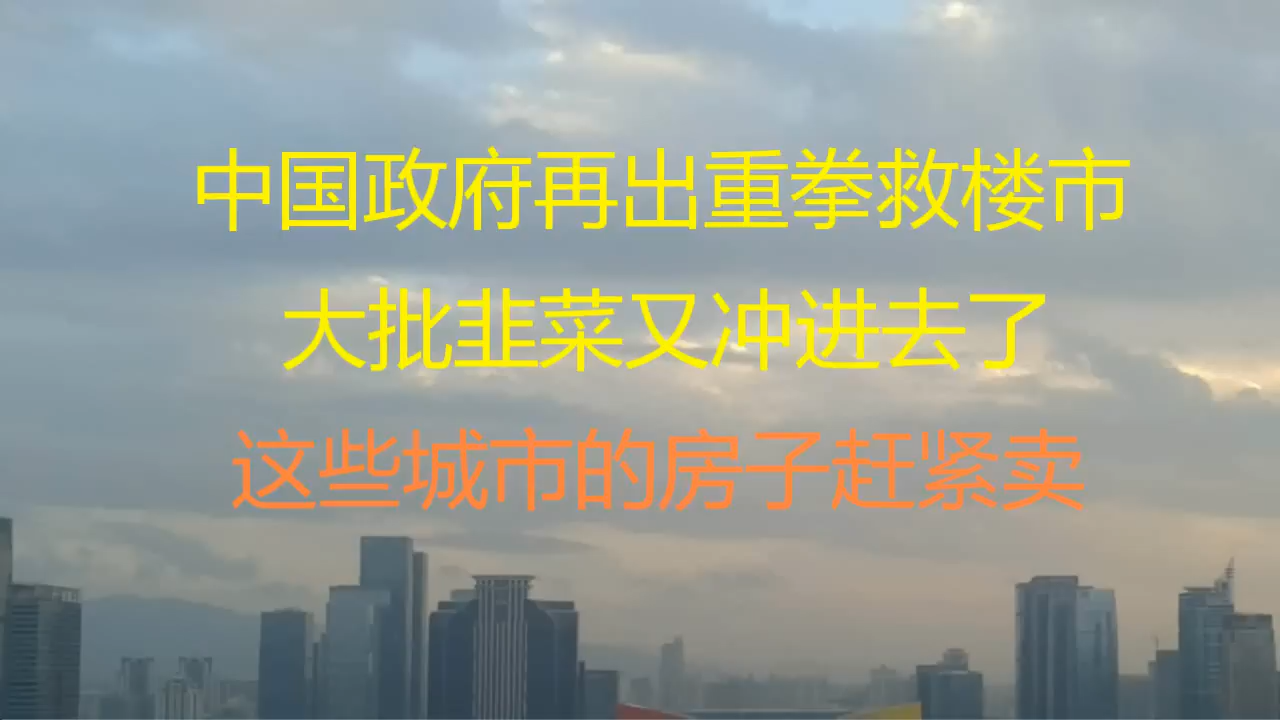 中国政府再出重拳救楼市
大批韭菜又冲进去了
这些城市的房子赶紧卖